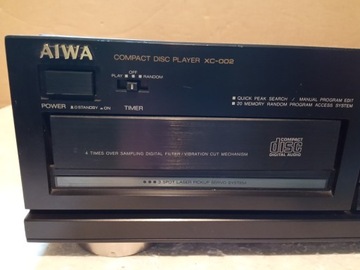 AIWA
COMPACT DISC PLAYER XC-002
OFF
PLAY RANDOM
POWER STANDBY ON
TIMER
QUICK PEAK SEARCH / MANUAL PROGRAM EDIT
20 MEMORY RANDOM PROGRAM ACCESS SYSTEM
4 TIMES OVER SAMPLING DIGITAL FILTER / VIBRATION CUT MECHANISM
COMPACT
disc
DIGITAL AUDIO
3 SPOT LASER PICKUP SYSTEM